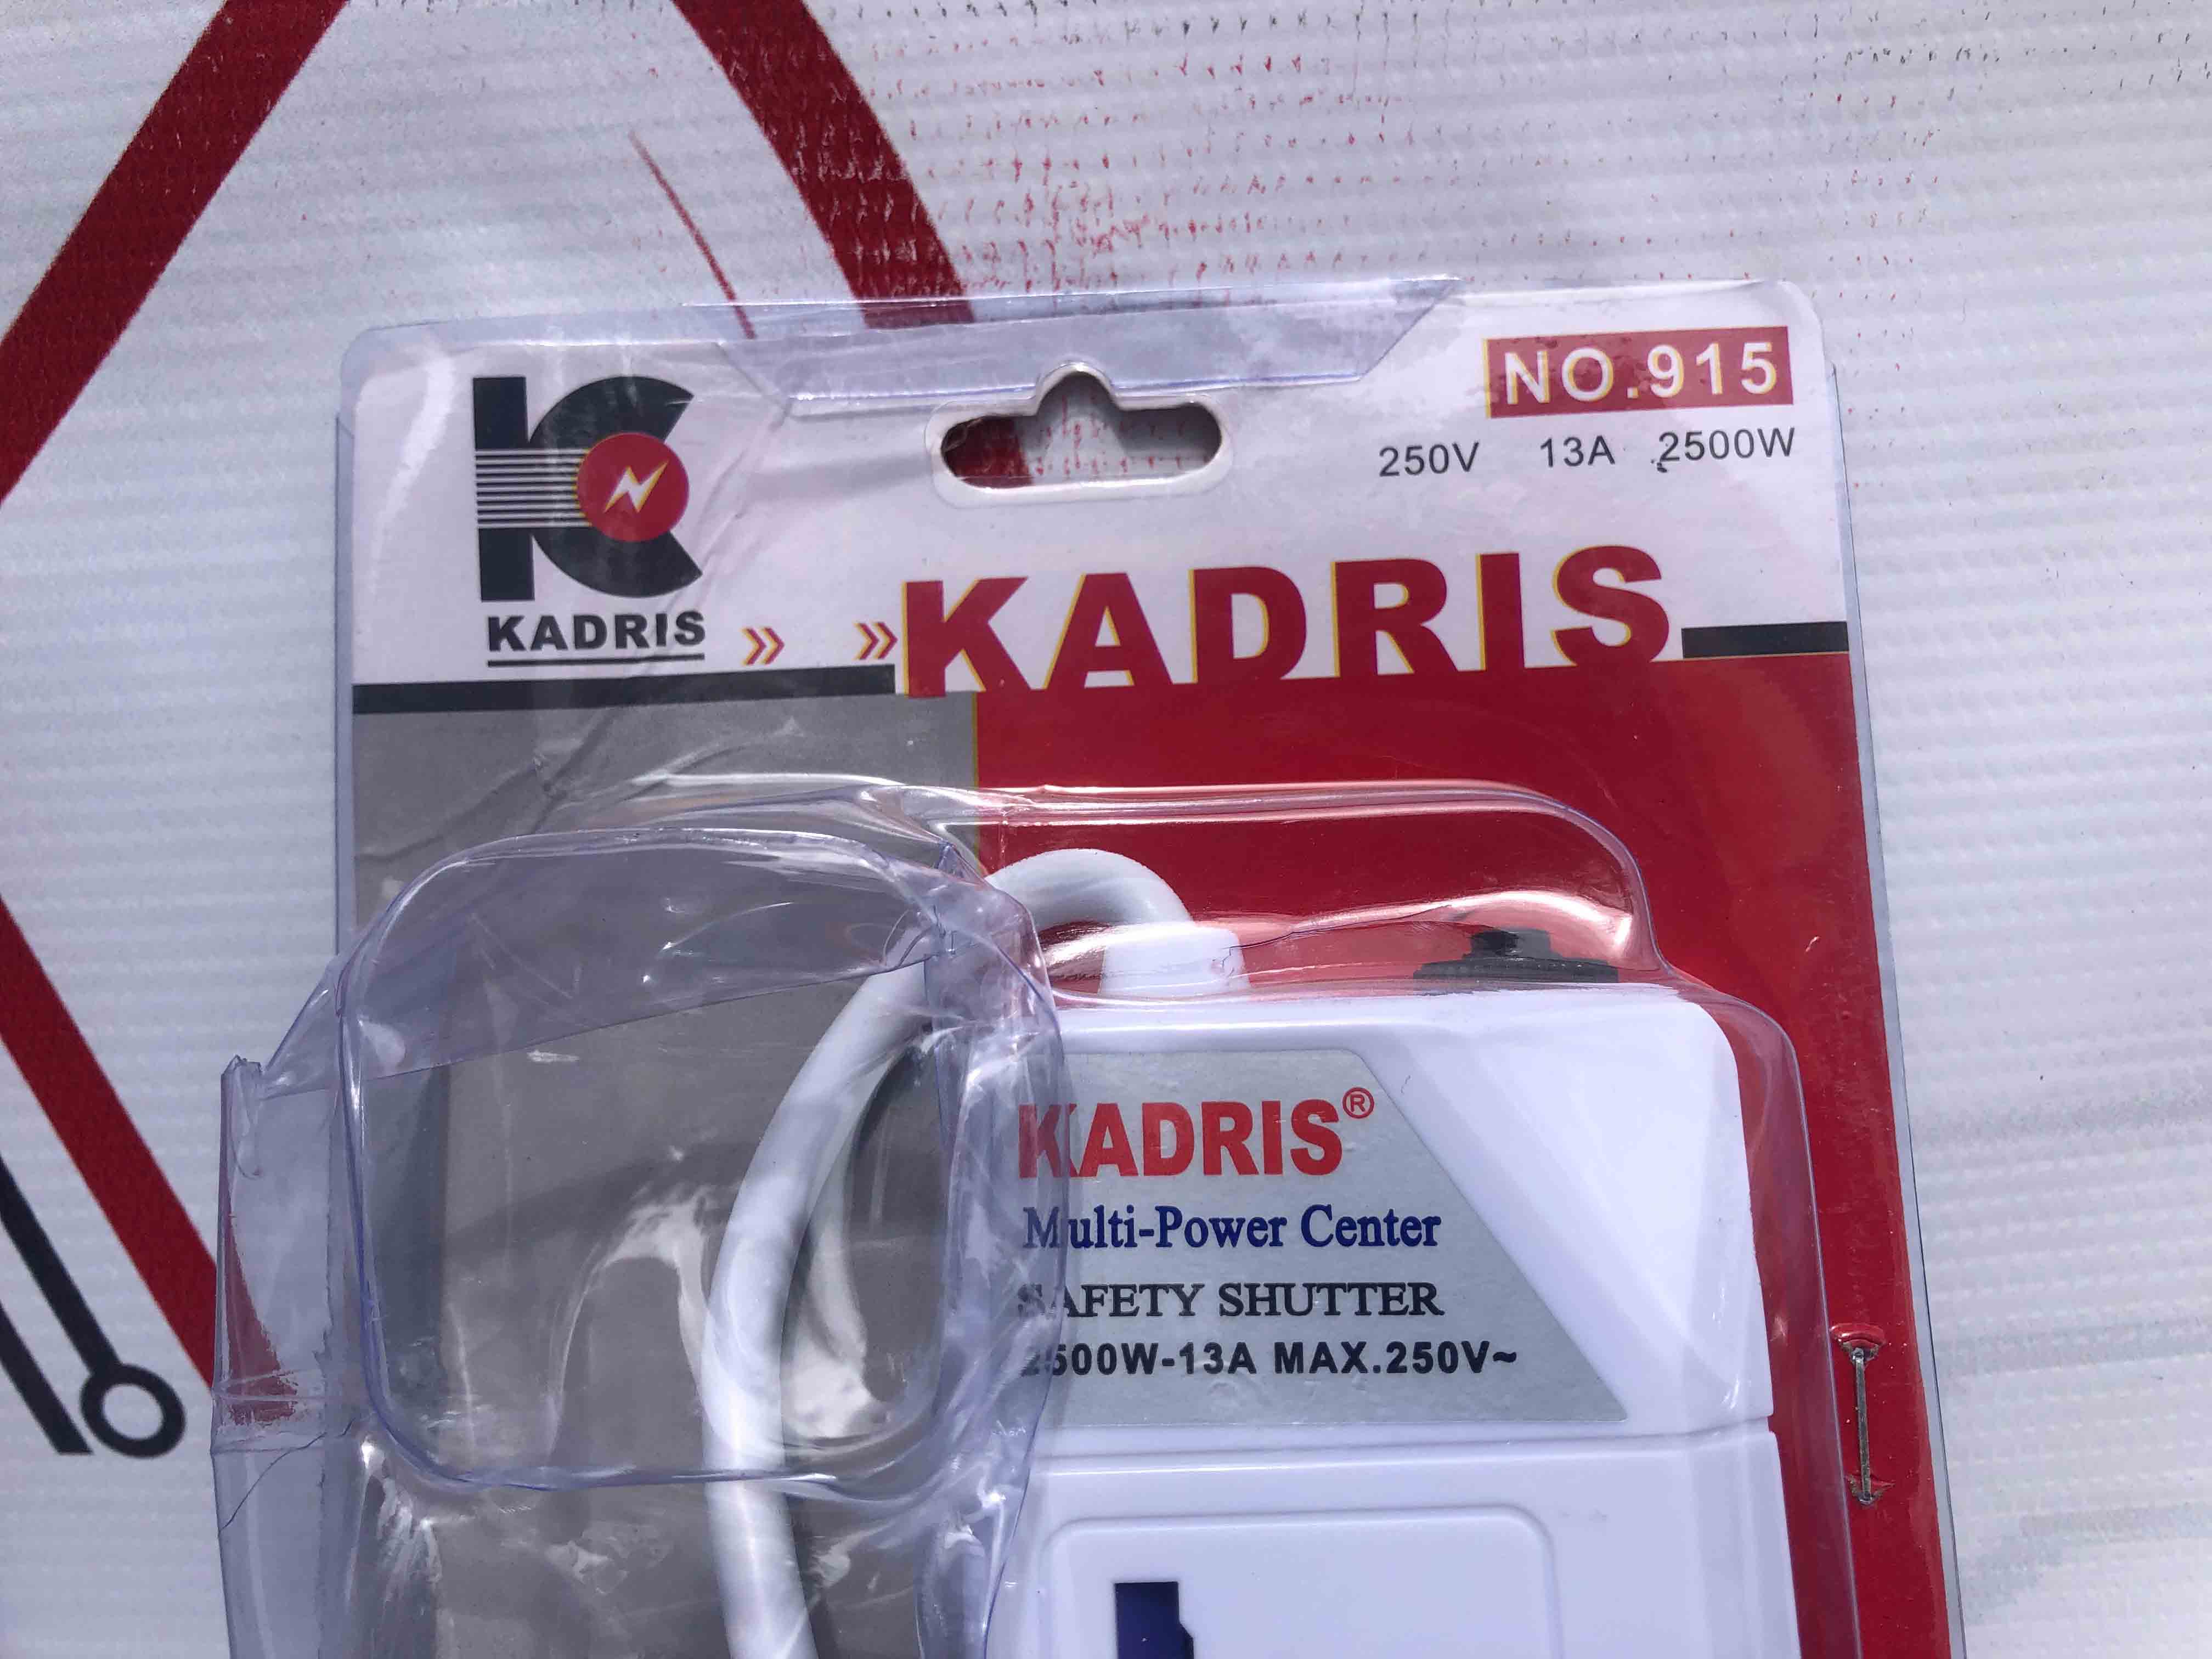 NO.915
250V 13A 2500W
KADRIS
KADRIS
KADRIS®
Multi-Power Center
SAFETY SHUTTER
2500W-13A MAX.250V~